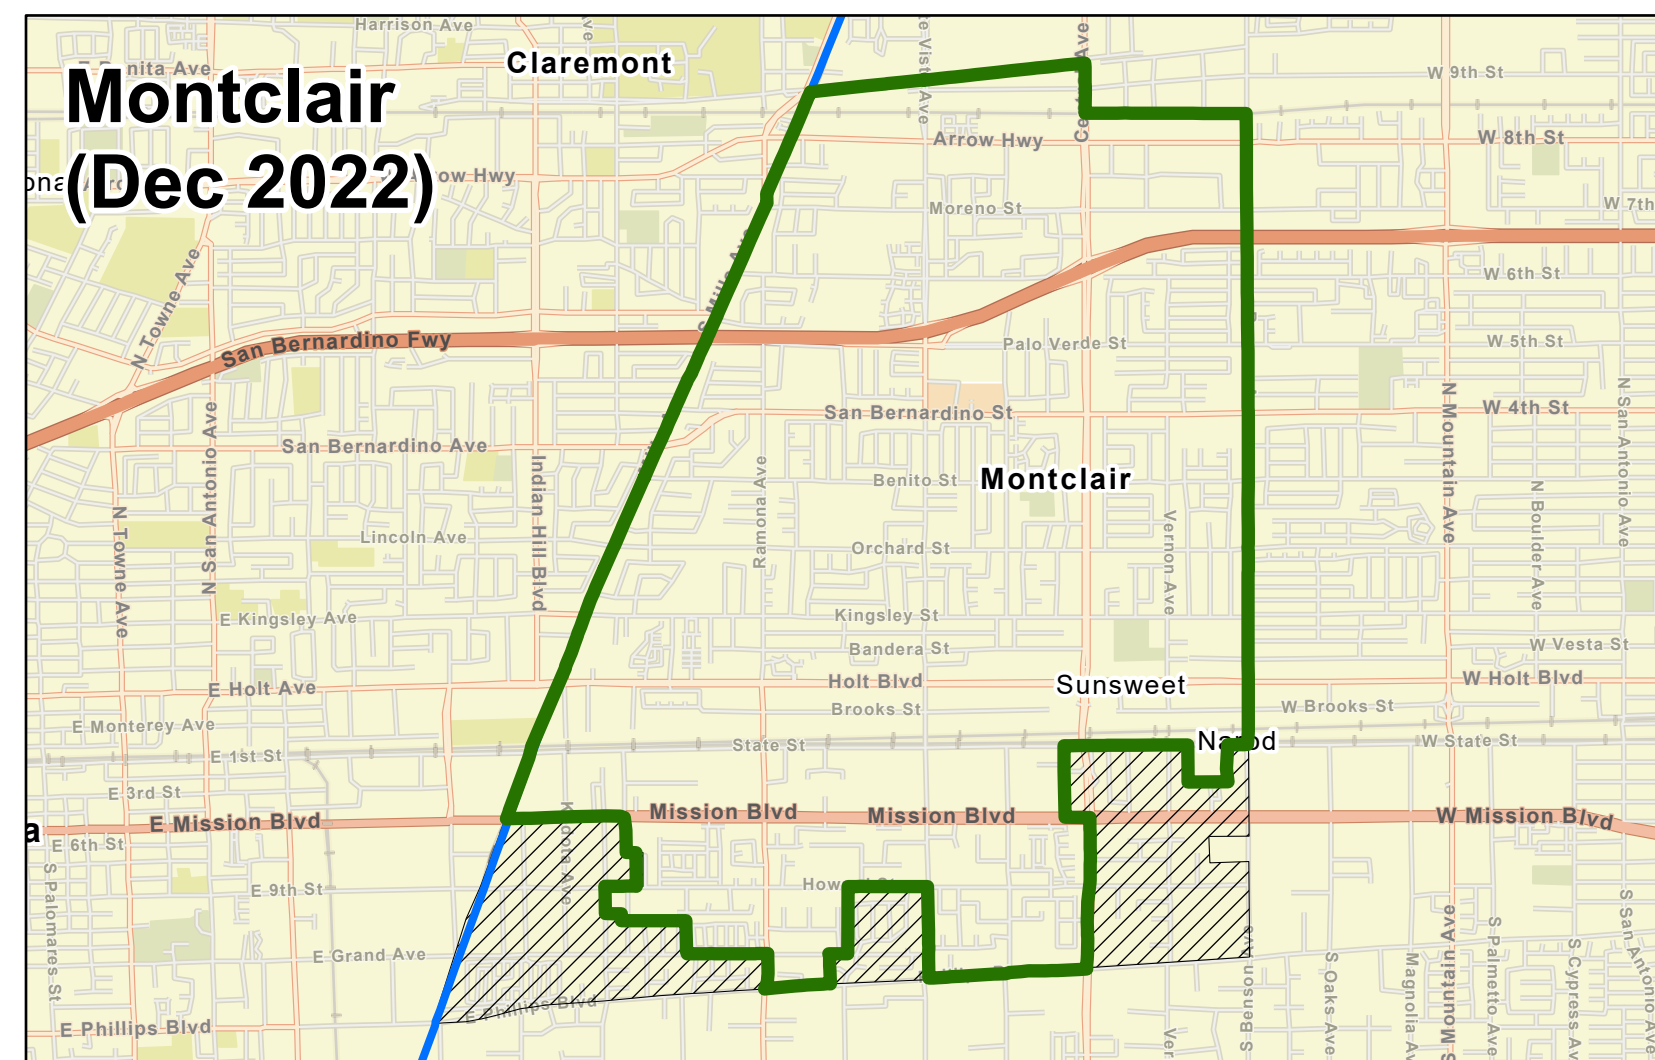 Harrison Ave
Montclair
(Dec 2022)
Claremont
W 9th St
Arrow Hwy
W 8th St
Moreno St
W 7th
N Towne Ave
W 6th St
San Bernardino Fwy
Palo Verde St
W 5th St
San Bernardino St
W 4th St
San Bernardino Ave
N San Antonio Ave
Indian Hill Blvd
Ramona Ave
Benito St
Montclair
N Mountain Ave
N San Antonio Ave
N Boulder Ave
N Towne Ave
Lincoln Ave
Orchard St
Vernon Ave
E Kingsley Ave
Kingsley St
Bandera St
W Vesta St
E Holt Ave
Holt Blvd
Sunsweet
W Holt Blvd
E Monterey Ave
Brooks St
W Brooks St
E 1st St
State St
Narod
W State St
E 3rd St
E Mission Blvd
Mission Blvd
Mission Blvd
W Mission Blvd
a
E 6th St
S Palomares St
E 9th St
E Grand Ave
E Phillips Blvd
E Phillips Blvd
S Oaks Ave
Magnolia Av
S Mountain Ave
S Palmetto Ave
S Cypress Av
S San Antonio Ave